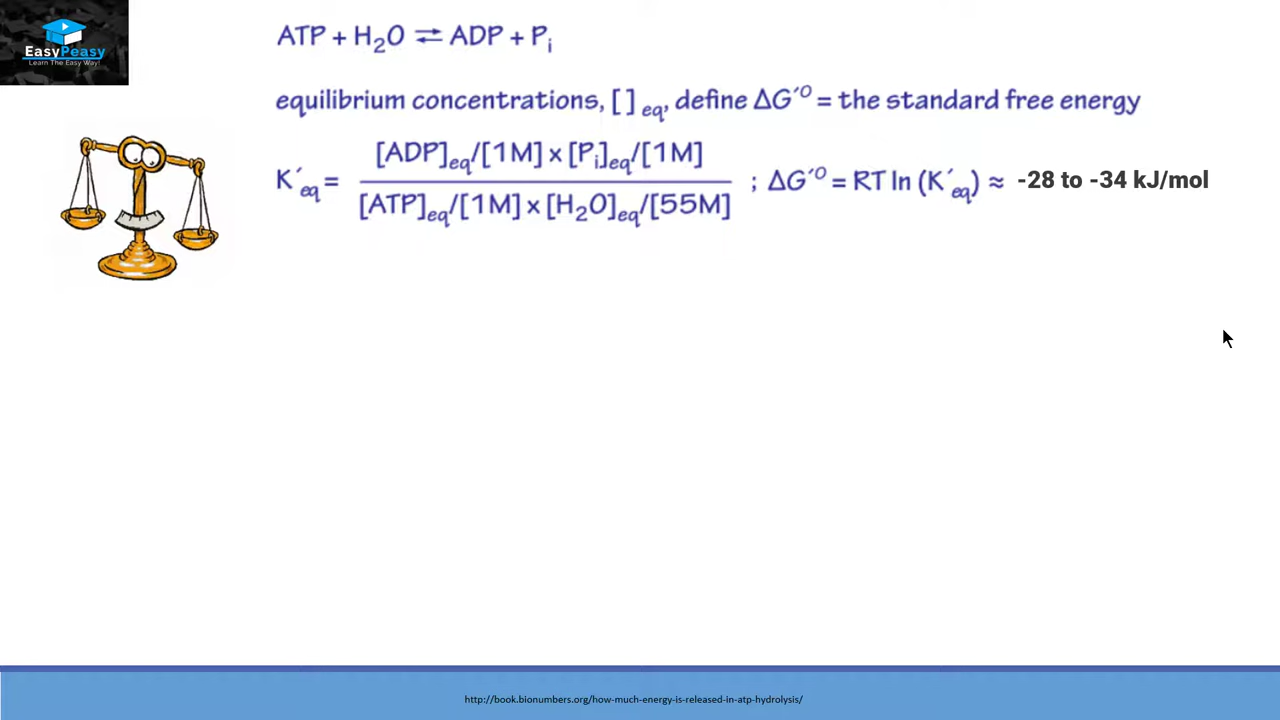 EasyPeasy
Learn The Easy Way!
ATP + H₂O ⇌ ADP + Pᵢ
equilibrium concentrations, [ ] eq, define ΔG´⁰ = the standard free energy
K´eq = [ADP]eq/[1M] x [Pᵢ]eq/[1M]
[ATP]eq/[1M] x [H₂O]eq/[55M]
; ΔG´⁰ = RT ln (K´eq) ≈ -28 to -34 kJ/mol
http://book.bionumbers.org/how-much-energy-is-released-in-atp-hydrolysis/